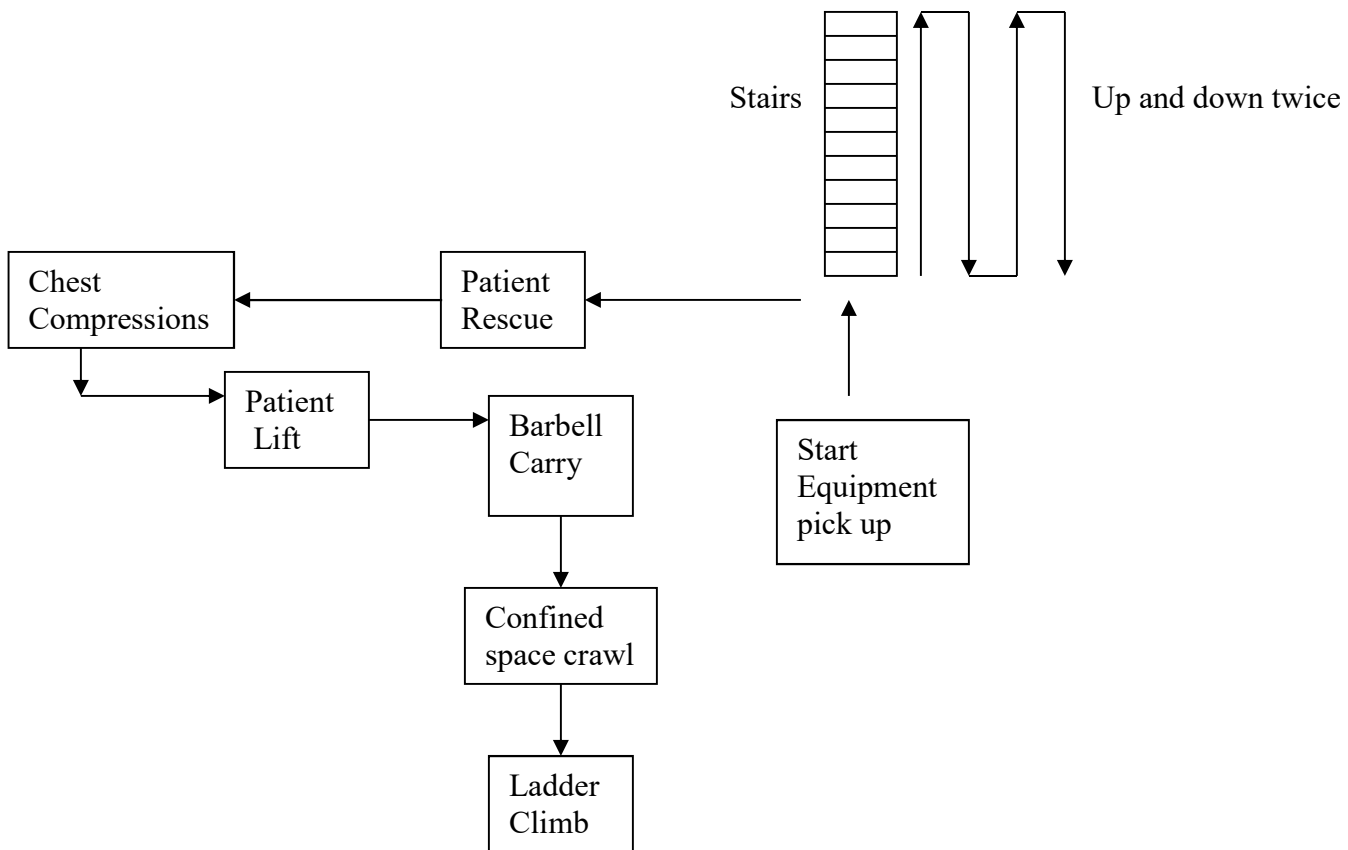 Stairs
Up and down twice
Chest
Compressions
Patient
Rescue
Patient
Lift
Barbell
Carry
Start
Equipment
pick up
Confined
space crawl
Ladder
Climb